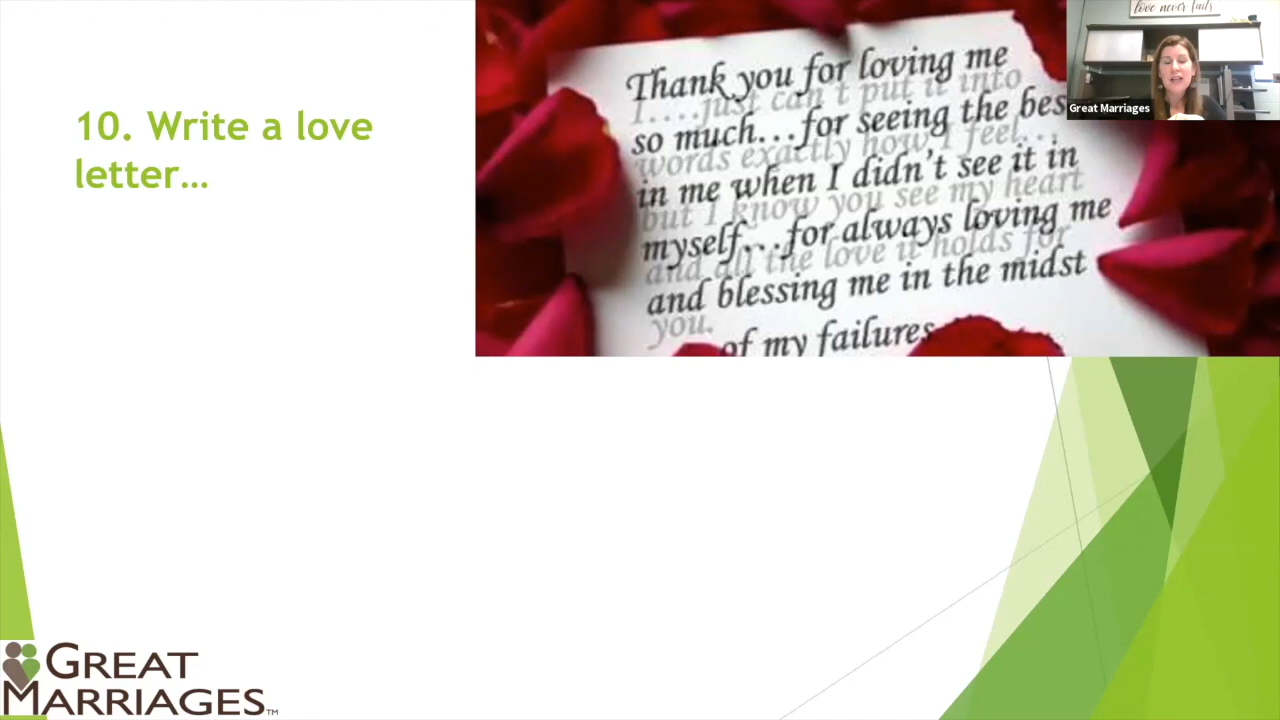 10. Write a love
letter...
Thank you for loving me
I....just can't put it into
so much...for seeing the bes
words exactly how I feel...
in me when I didn't see it in
but I know you see my heart
myself...for always loving me
and all the love it holds for
and blessing me in the midst
you.
of my failures
love never fails
Great Marriages
GREAT
MARRIAGES TM